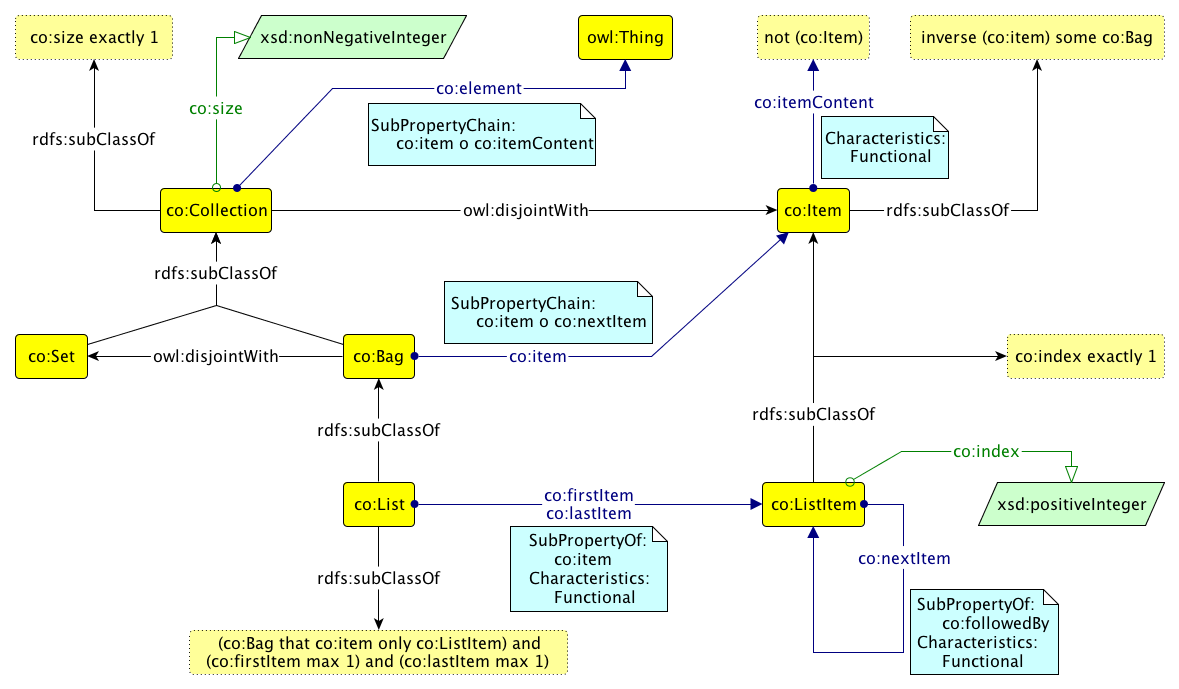 co:size exactly 1
xsd:nonNegativeInteger
owl:Thing
not (co:Item)
inverse (co:item) some co:Bag
co:element
co:itemContent
co:size
SubPropertyChain:
co:item o co:itemContent
rdfs:subClassOf
Characteristics:
Functional
co:Collection
owl:disjointWith
co:Item
rdfs:subClassOf
rdfs:subClassOf
SubPropertyChain:
co:item o co:nextItem
co:Set
owl:disjointWith
co:Bag
co:item
co:index exactly 1
rdfs:subClassOf
rdfs:subClassOf
co:index
co:List
co:firstItem
co:lastItem
co:ListItem
xsd:positiveInteger
SubPropertyOf:
co:item
Characteristics:
Functional
co:nextItem
rdfs:subClassOf
SubPropertyOf:
co:followedBy
Characteristics:
Functional
(co:Bag that co:item only co:ListItem) and
(co:firstItem max 1) and (co:lastItem max 1)